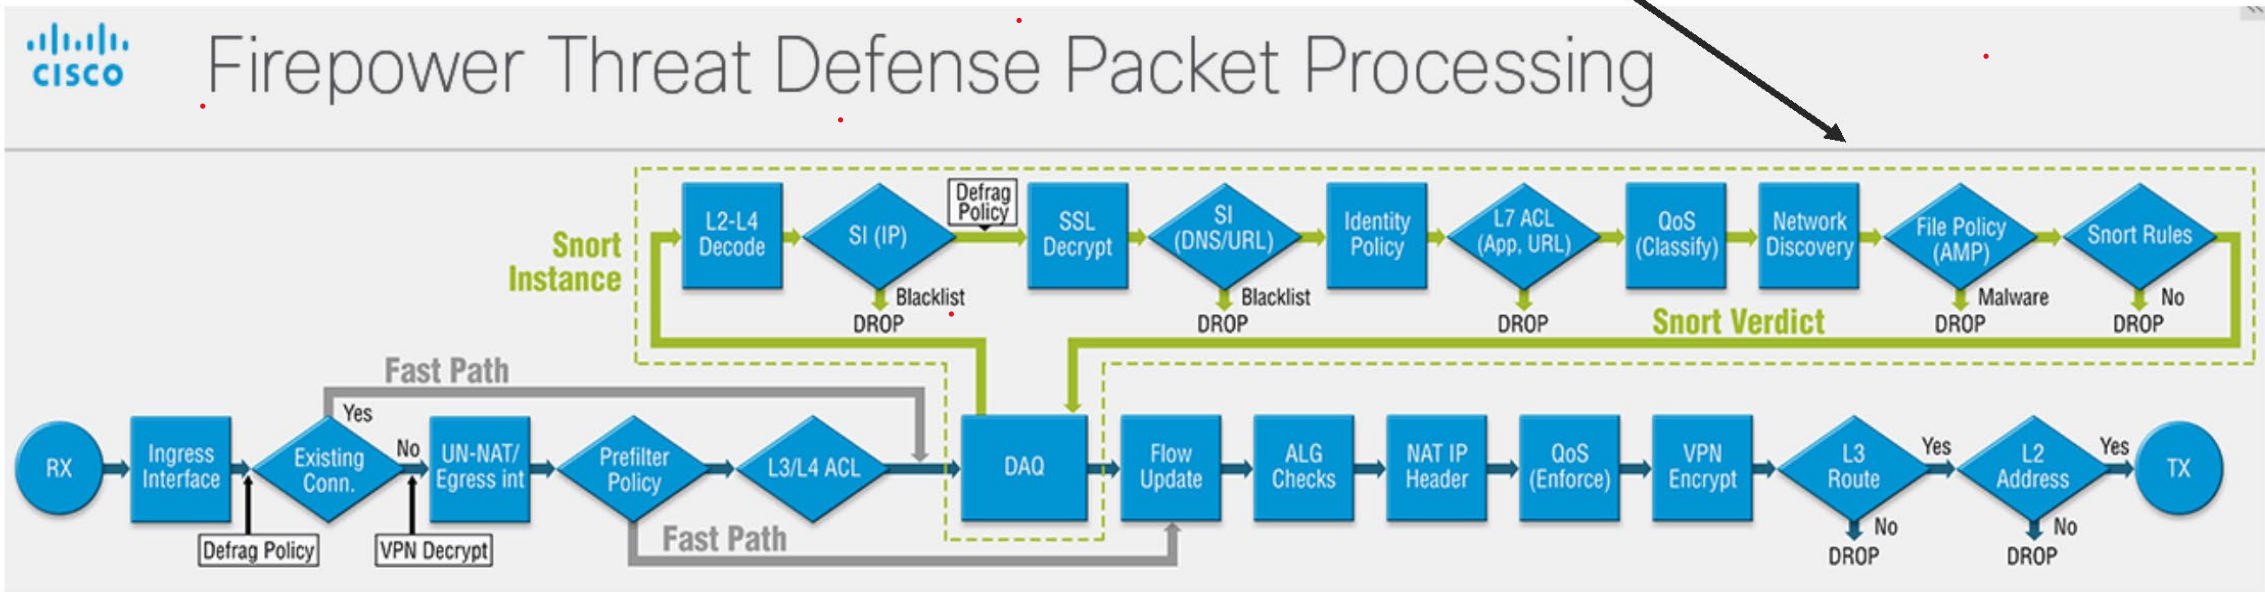 CISCO
Firepower Threat Defense Packet Processing
Snort
Instance
L2-L4
Decode
SI (IP)
Blacklist
DROP
Defrag
Policy
SSL
Decrypt
SI
(DNS/URL)
Blacklist
DROP
Identity
Policy
L7 ACL
(App, URL)
DROP
QoS
(Classify)
Network
Discovery
File Policy
(AMP)
Malware
DROP
Snort Rules
No
DROP
Snort Verdict
Fast Path
RX
Ingress
Interface
Defrag Policy
Existing
Conn.
Yes
No
VPN Decrypt
UN-NAT/
Egress int
Prefilter
Policy
Fast Path
L3/L4 ACL
DAQ
Flow
Update
ALG
Checks
NAT IP
Header
QoS
(Enforce)
VPN
Encrypt
L3
Route
Yes
No
DROP
L2
Address
Yes
No
DROP
TX